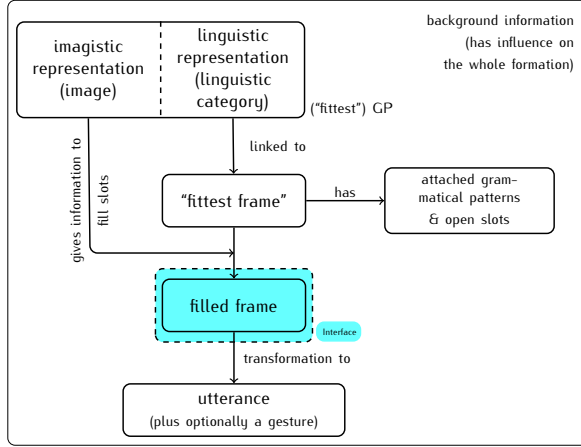 imagistic
representation
(image)
linguistic
representation
(linguistic
category)
background information
(has influence on
the whole formation)
(“fittest”) GP
linked to
gives information to
fill slots
“fittest frame”
has
attached gram-
matical patterns
& open slots
filled frame
Interface
transformation to
utterance
(plus optionally a gesture)